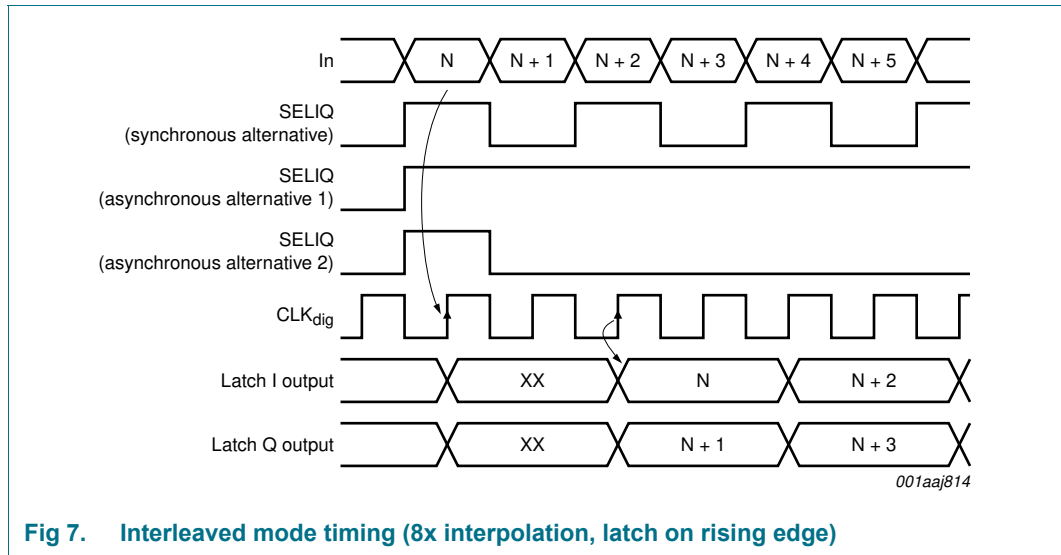 In
N
N + 1
N + 2
N + 3
N + 4
N + 5
SELIQ
(synchronous alternative)
SELIQ
(asynchronous alternative 1)
SELIQ
(asynchronous alternative 2)
CLKdig
Latch I output
XX
N
N + 2
Latch Q output
XX
N + 1
N + 3
001aaj814
Fig 7. Interleaved mode timing (8x interpolation, latch on rising edge)